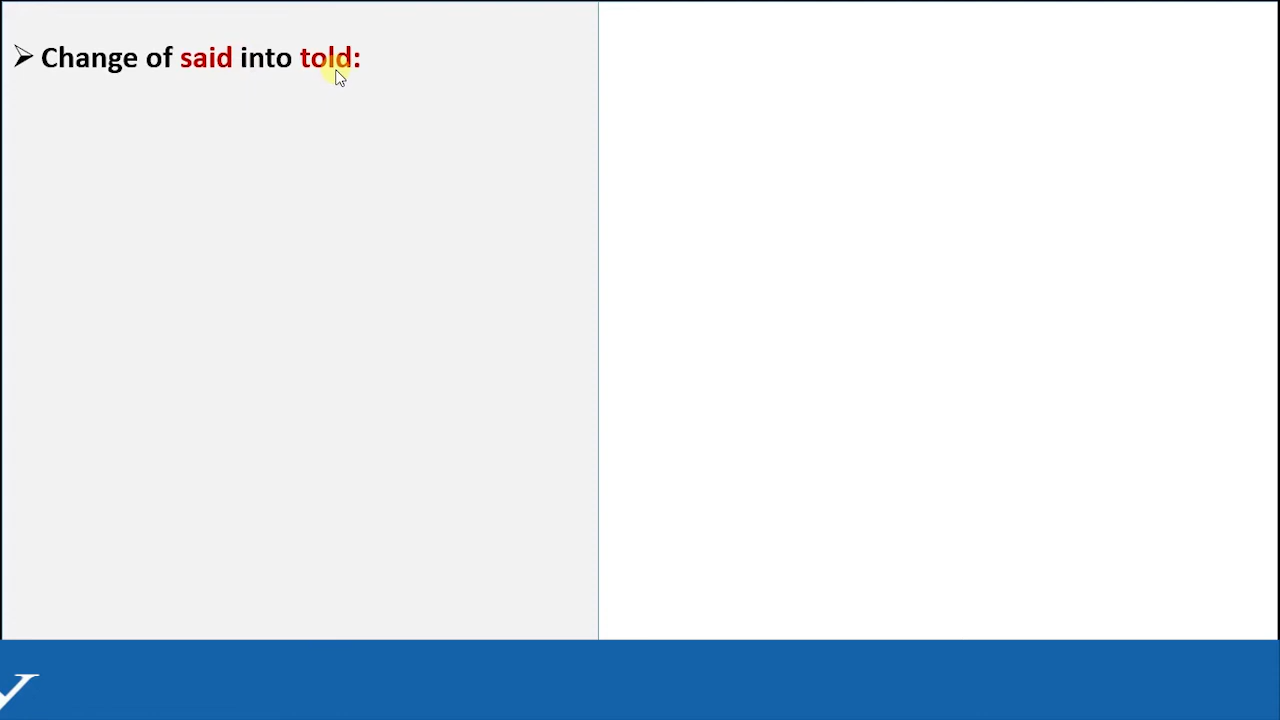 ➢ Change of said into told: